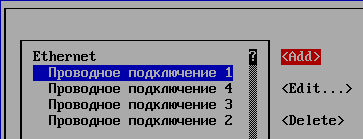 Ethernet ? <Add>
Проводное подключение 1
Проводное подключение 4 <Edit...>
Проводное подключение 3
Проводное подключение 2 <Delete>